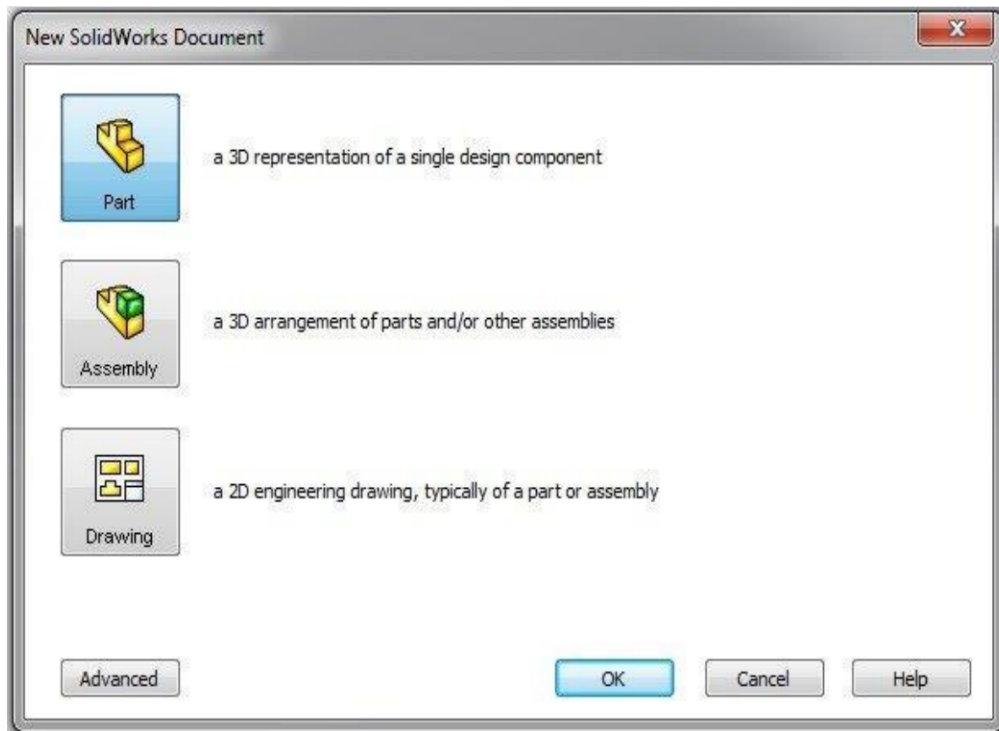 New SolidWorks Document
X
Part
a 3D representation of a single design component
Assembly
a 3D arrangement of parts and/or other assemblies
Drawing
a 2D engineering drawing, typically of a part or assembly
Advanced
OK
Cancel
Help